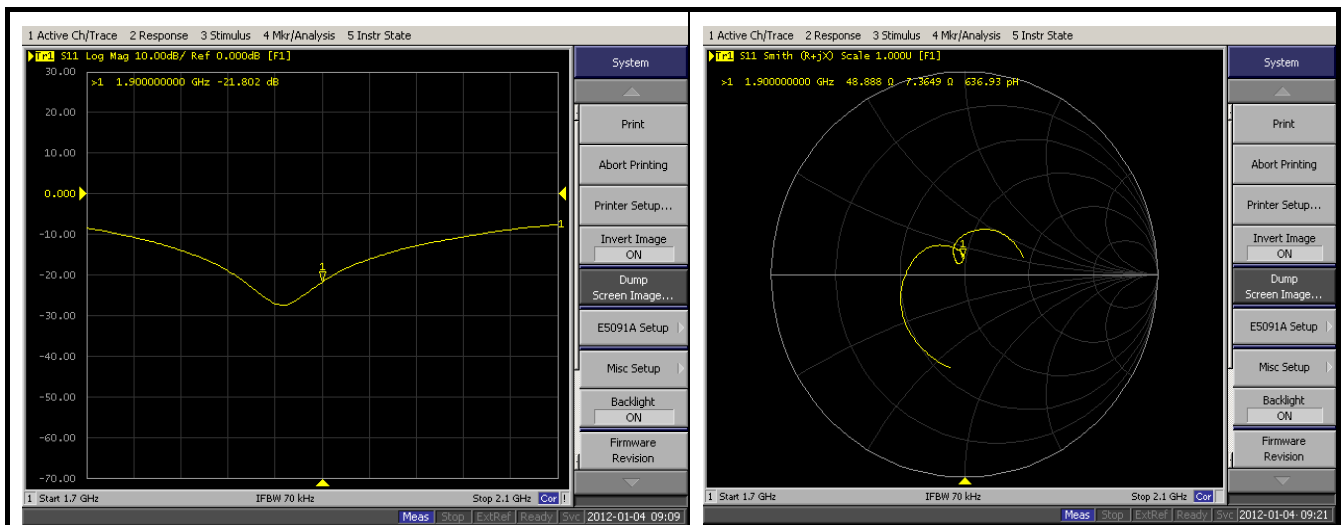 1 Active Ch/Trace 2 Response 3 Stimulus 4 Mkr/Analysis 5 Instr State
Tr1 S11 Log Mag 10.00dB/ Ref 0.000dB [F1]
30.00
>1 1.900000000 GHz -21.802 dB
20.00
10.00
0.000
-10.00
-20.00
-30.00
-40.00
-50.00
-60.00
-70.00
1
1
1 Start 1.7 GHz IFBW 70 kHz Stop 2.1 GHz Cor !
System
Print
Abort Printing
Printer Setup...
Invert Image
ON
Dump
Screen Image...
E5091A Setup
Misc Setup
Backlight
ON
Firmware
Revision
Meas Stop ExtRef Ready Svc 2012-01-04 09:09
1 Active Ch/Trace 2 Response 3 Stimulus 4 Mkr/Analysis 5 Instr State
Tr1 S11 Smith (R+jX) Scale 1.000U [F1]
>1 1.900000000 GHz 48.888 Ω 7.3649 Ω 636.93 pH
1
1 Start 1.7 GHz IFBW 70 kHz Stop 2.1 GHz Cor
System
Print
Abort Printing
Printer Setup...
Invert Image
ON
Dump
Screen Image...
E5091A Setup
Misc Setup
Backlight
ON
Firmware
Revision
Meas Stop ExtRef Ready Svc 2012-01-04 09:21